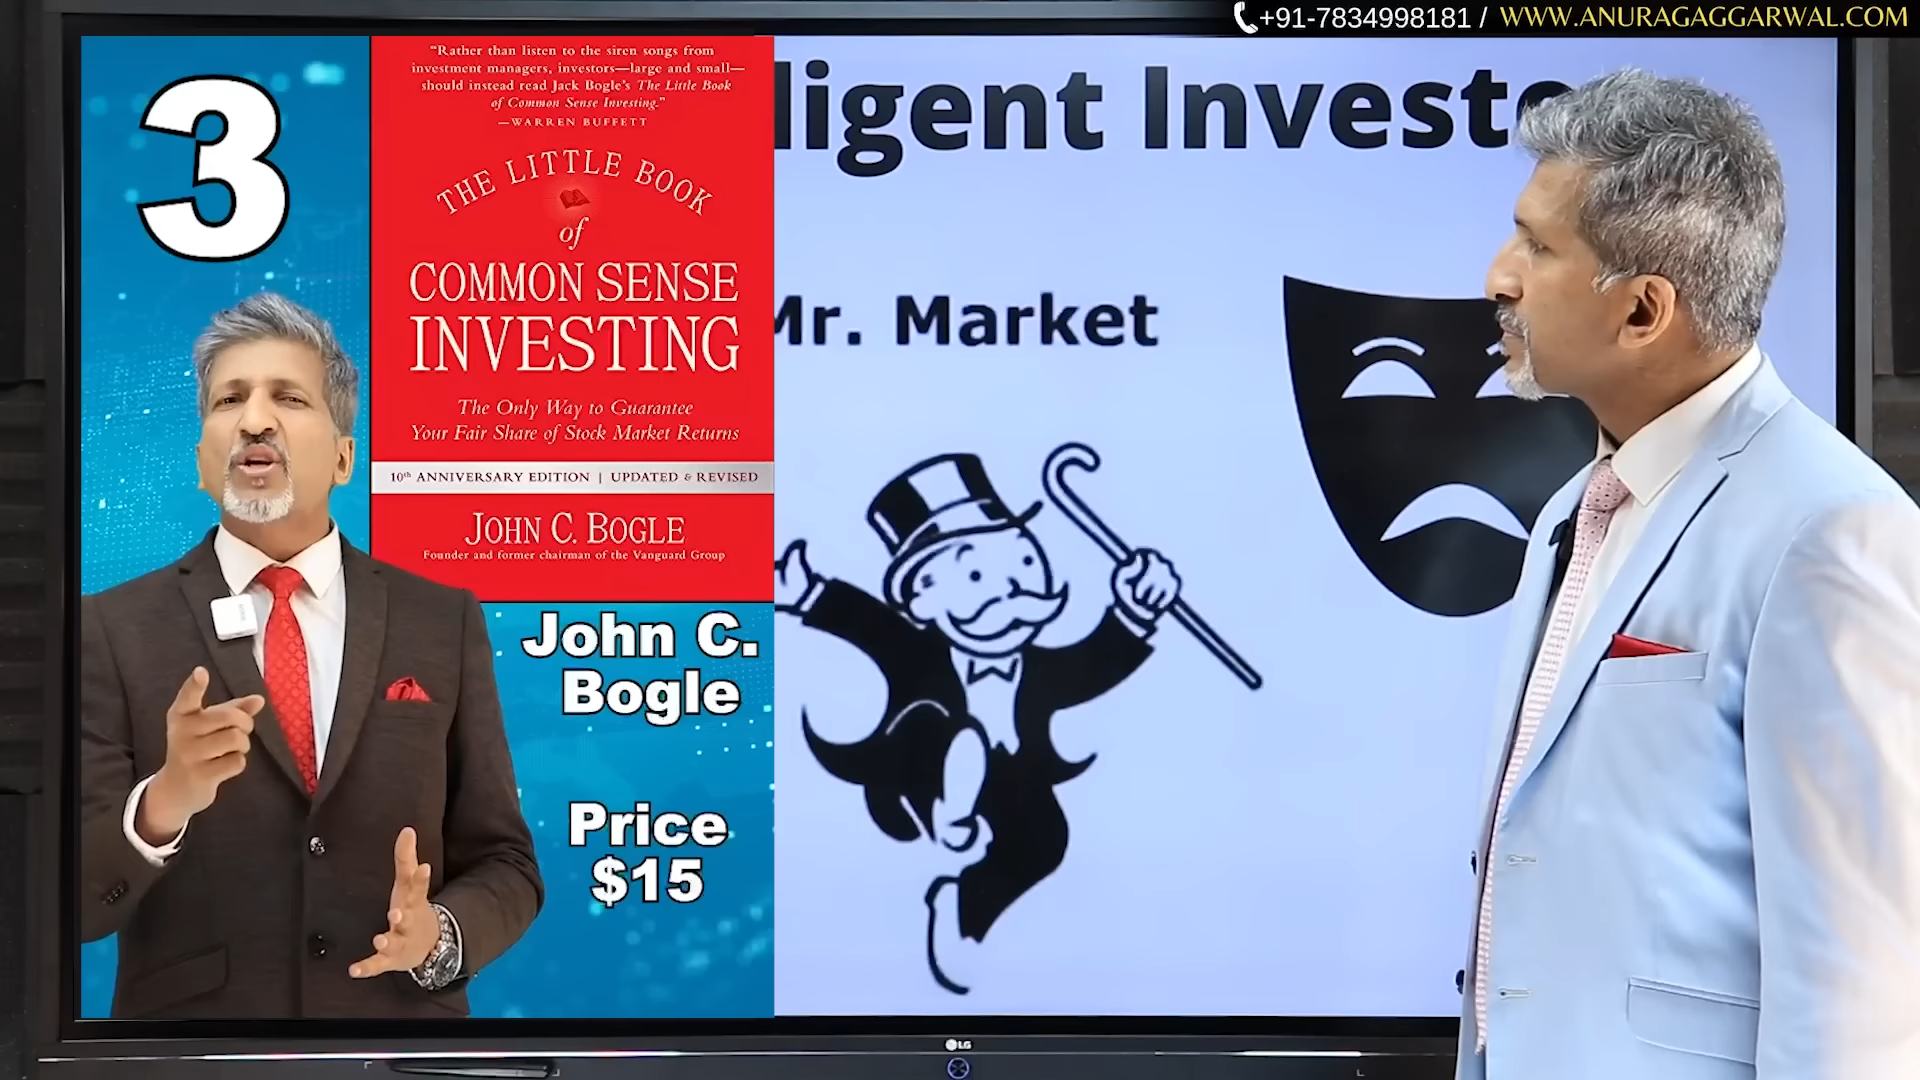 +91-7834998181 / WWW.ANURAGAGGARWAL.COM
3
“Rather than listen to the siren songs from
investment managers, investors—large and small—
should instead read Jack Bogle's The Little Book
of Common Sense Investing.”
—WARREN BUFFETT
THE LITTLE BOOK
of
COMMON SENSE
INVESTING
The Only Way to Guarantee
Your Fair Share of Stock Market Returns
10th ANNIVERSARY EDITION | UPDATED & REVISED
JOHN C. BOGLE
Founder and former chairman of the Vanguard Group
John C.
Bogle
Price
$15
ligent Investo
Mr. Market
LG